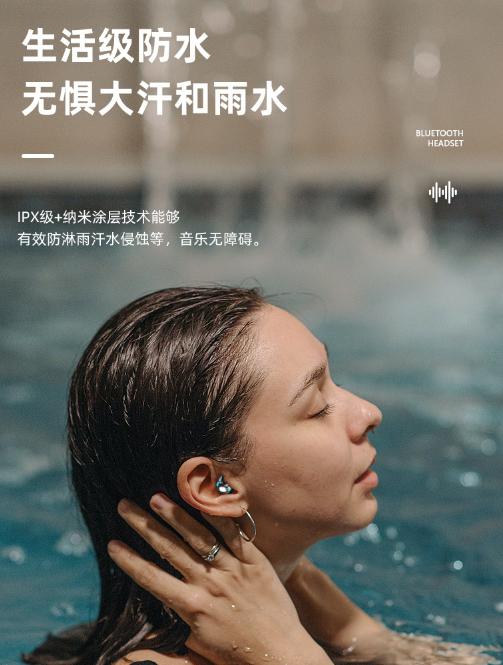 生活级防水
无惧大汗和雨水
BLUETOOTH
HEADSET
IPX级+纳米涂层技术能够
有效防淋雨汗水侵蚀等，音乐无障碍。